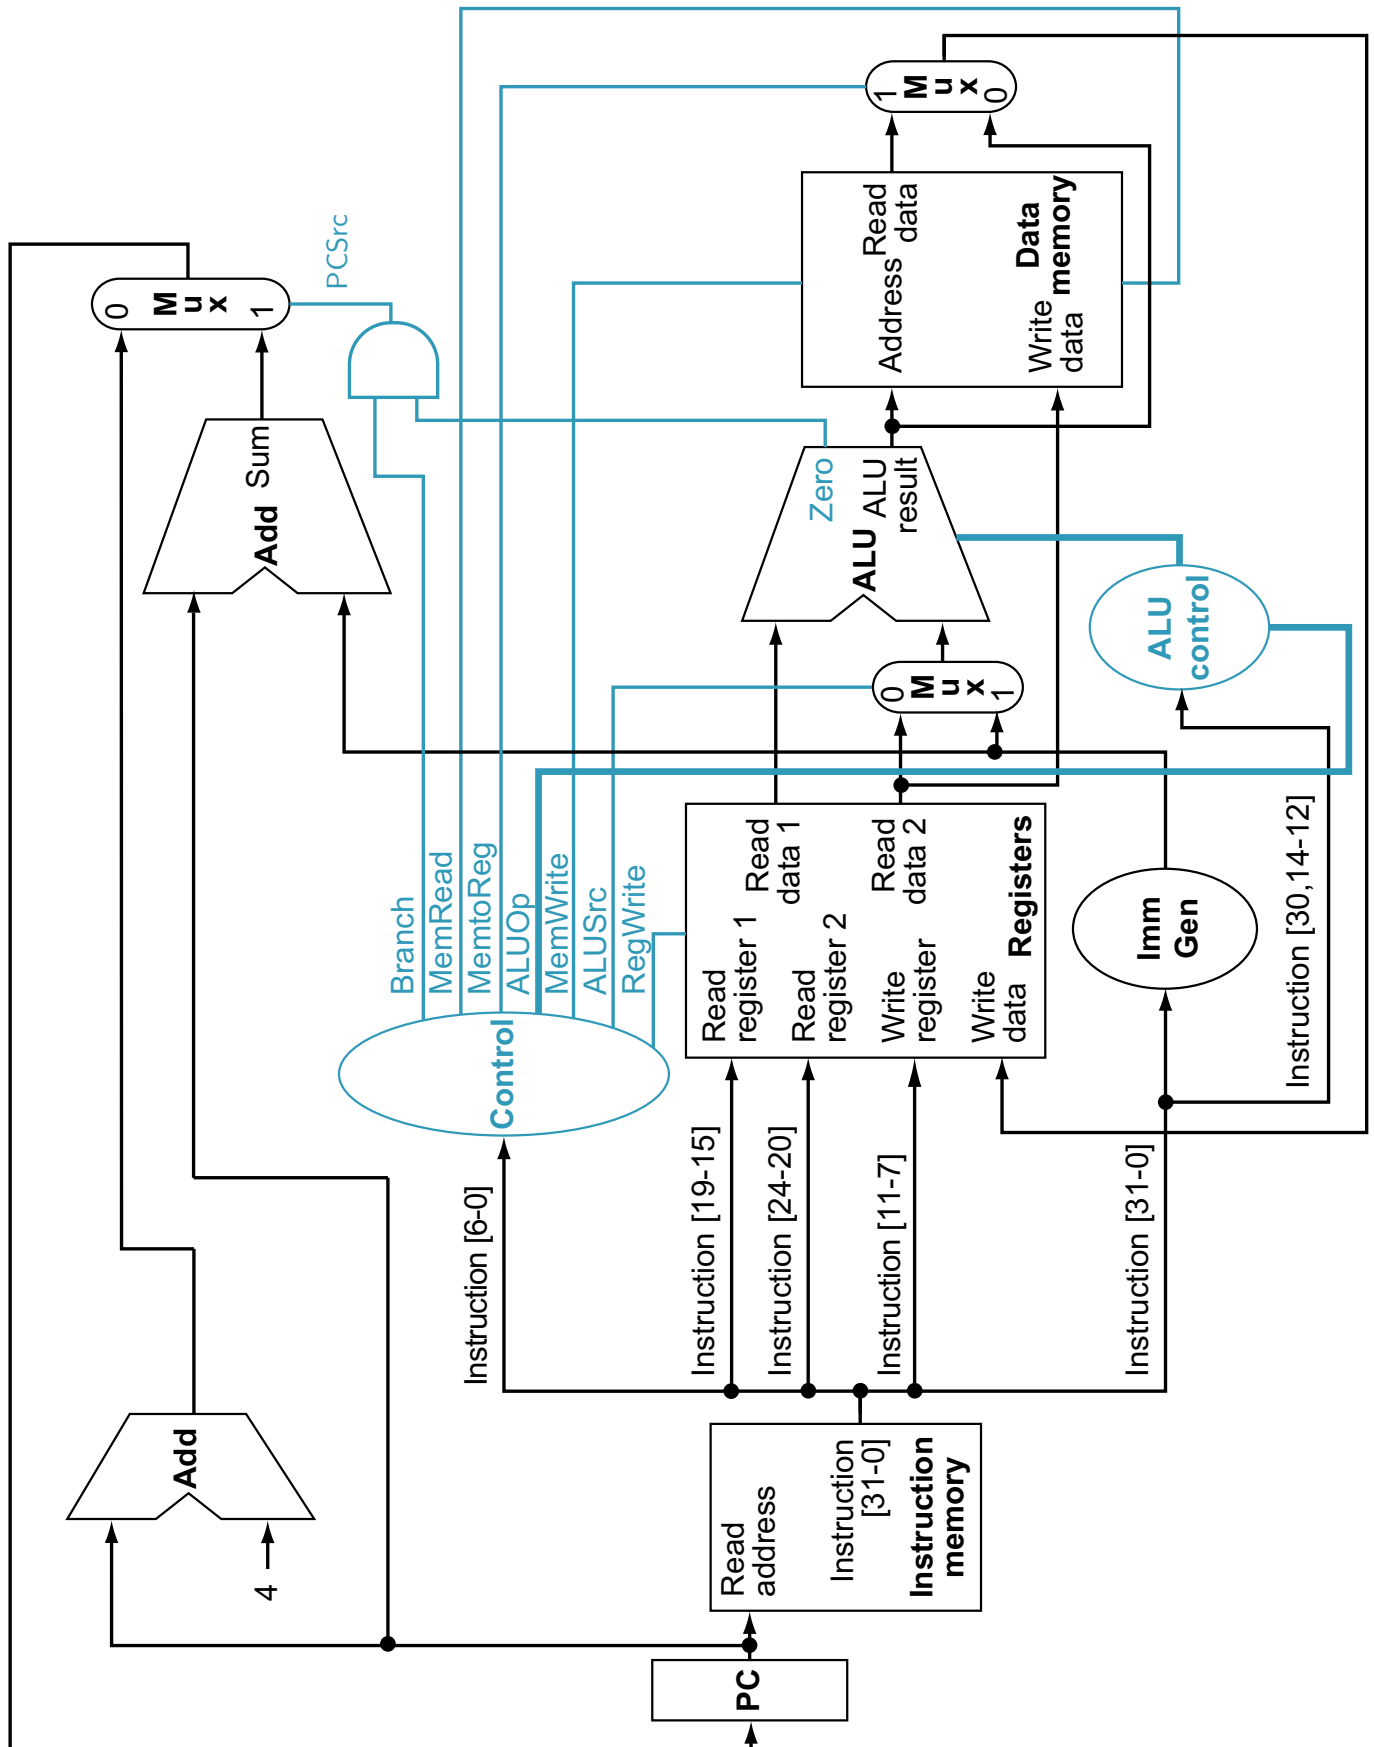 PC
4
Add
Read
address
Instruction
[31-0]
Instruction
memory
Instruction [6-0]
Instruction [19-15]
Instruction [24-20]
Instruction [11-7]
Instruction [31-0]
Instruction [30,14-12]
Control
Branch
MemRead
MemtoReg
ALUOp
MemWrite
ALUSrc
RegWrite
Read
register 1
Read
register 2
Write
register
Write
data
Read
data 1
Read
data 2
Registers
Imm
Gen
0
M
u
x
1
ALU
control
Add Sum
Zero
ALU
ALU
result
0
M
u
x
1
PCSrc
Address
Read
data
Write
data
Data
memory
1
M
u
x
0